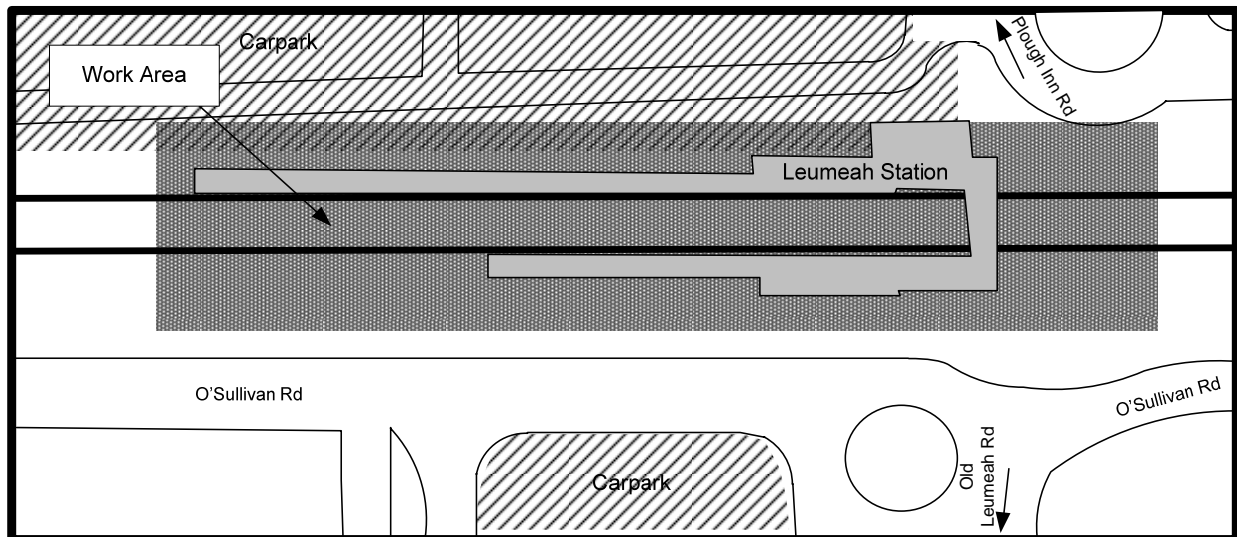 Carpark
Work Area
Plough Inn Rd
Leumeah Station
O'Sullivan Rd
O'Sullivan Rd
Old
Leumeah Rd
Carpark